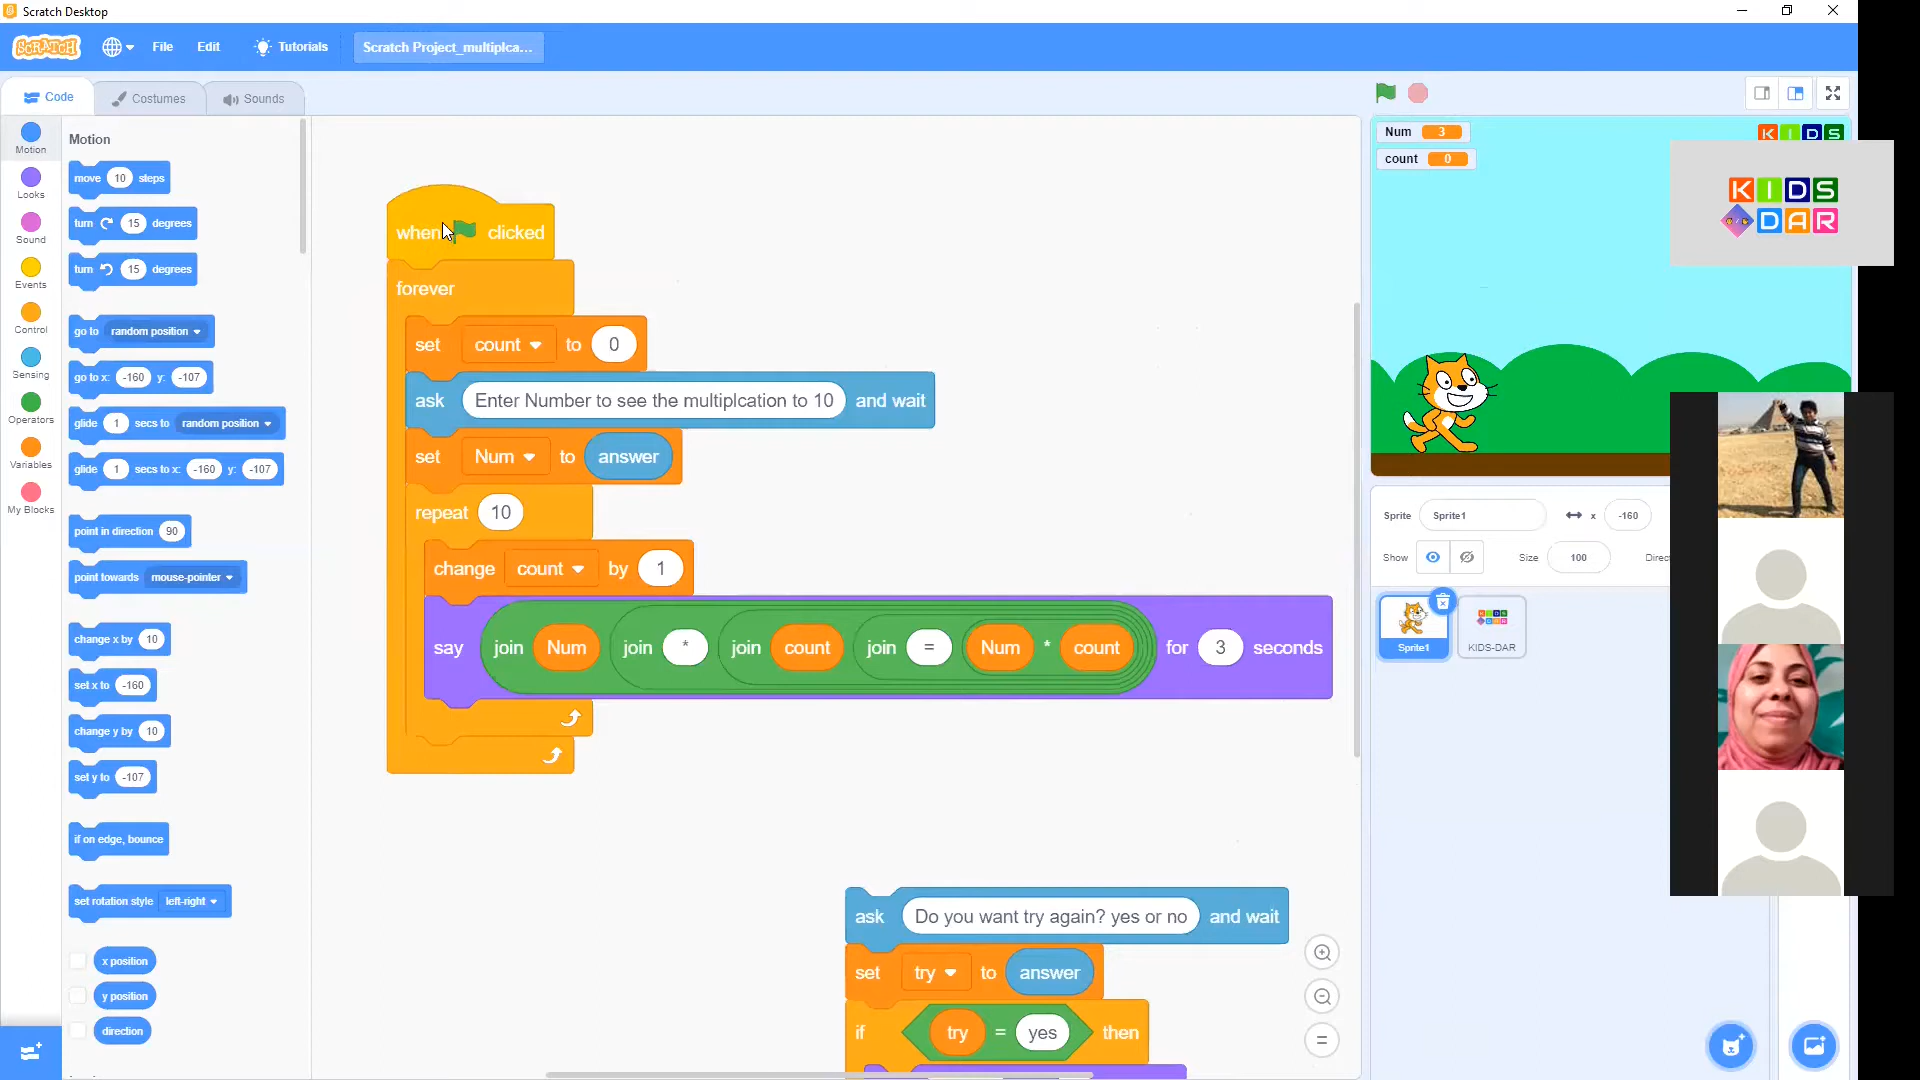 Scratch Desktop
SCRATCH File Edit Tutorials Scratch Project_multiplca...
Code Costumes Sounds
Motion
Looks
Sound
Events
Control
Sensing
Operators
Variables
My Blocks
Motion
move 10 steps
turn 15 degrees
turn 15 degrees
go to random position
go to x: -160 y: -107
glide 1 secs to random position
glide 1 secs to x: -160 y: -107
point in direction 90
point towards mouse-pointer
change x by 10
set x to -160
change y by 10
set y to -107
if on edge, bounce
set rotation style left-right
x position
y position
direction
when clicked
forever
set count to 0
ask Enter Number to see the multiplcation to 10 and wait
set Num to answer
repeat 10
change count by 1
say join Num join * join count join = Num * count for 3 seconds
ask Do you want try again? yes or no and wait
set try to answer
if try = yes then
Num 3
count 0
KIDS
KIDS
DAR
Sprite Sprite1 x -160
Show Size 100 Direc
Sprite1
KIDS-DAR